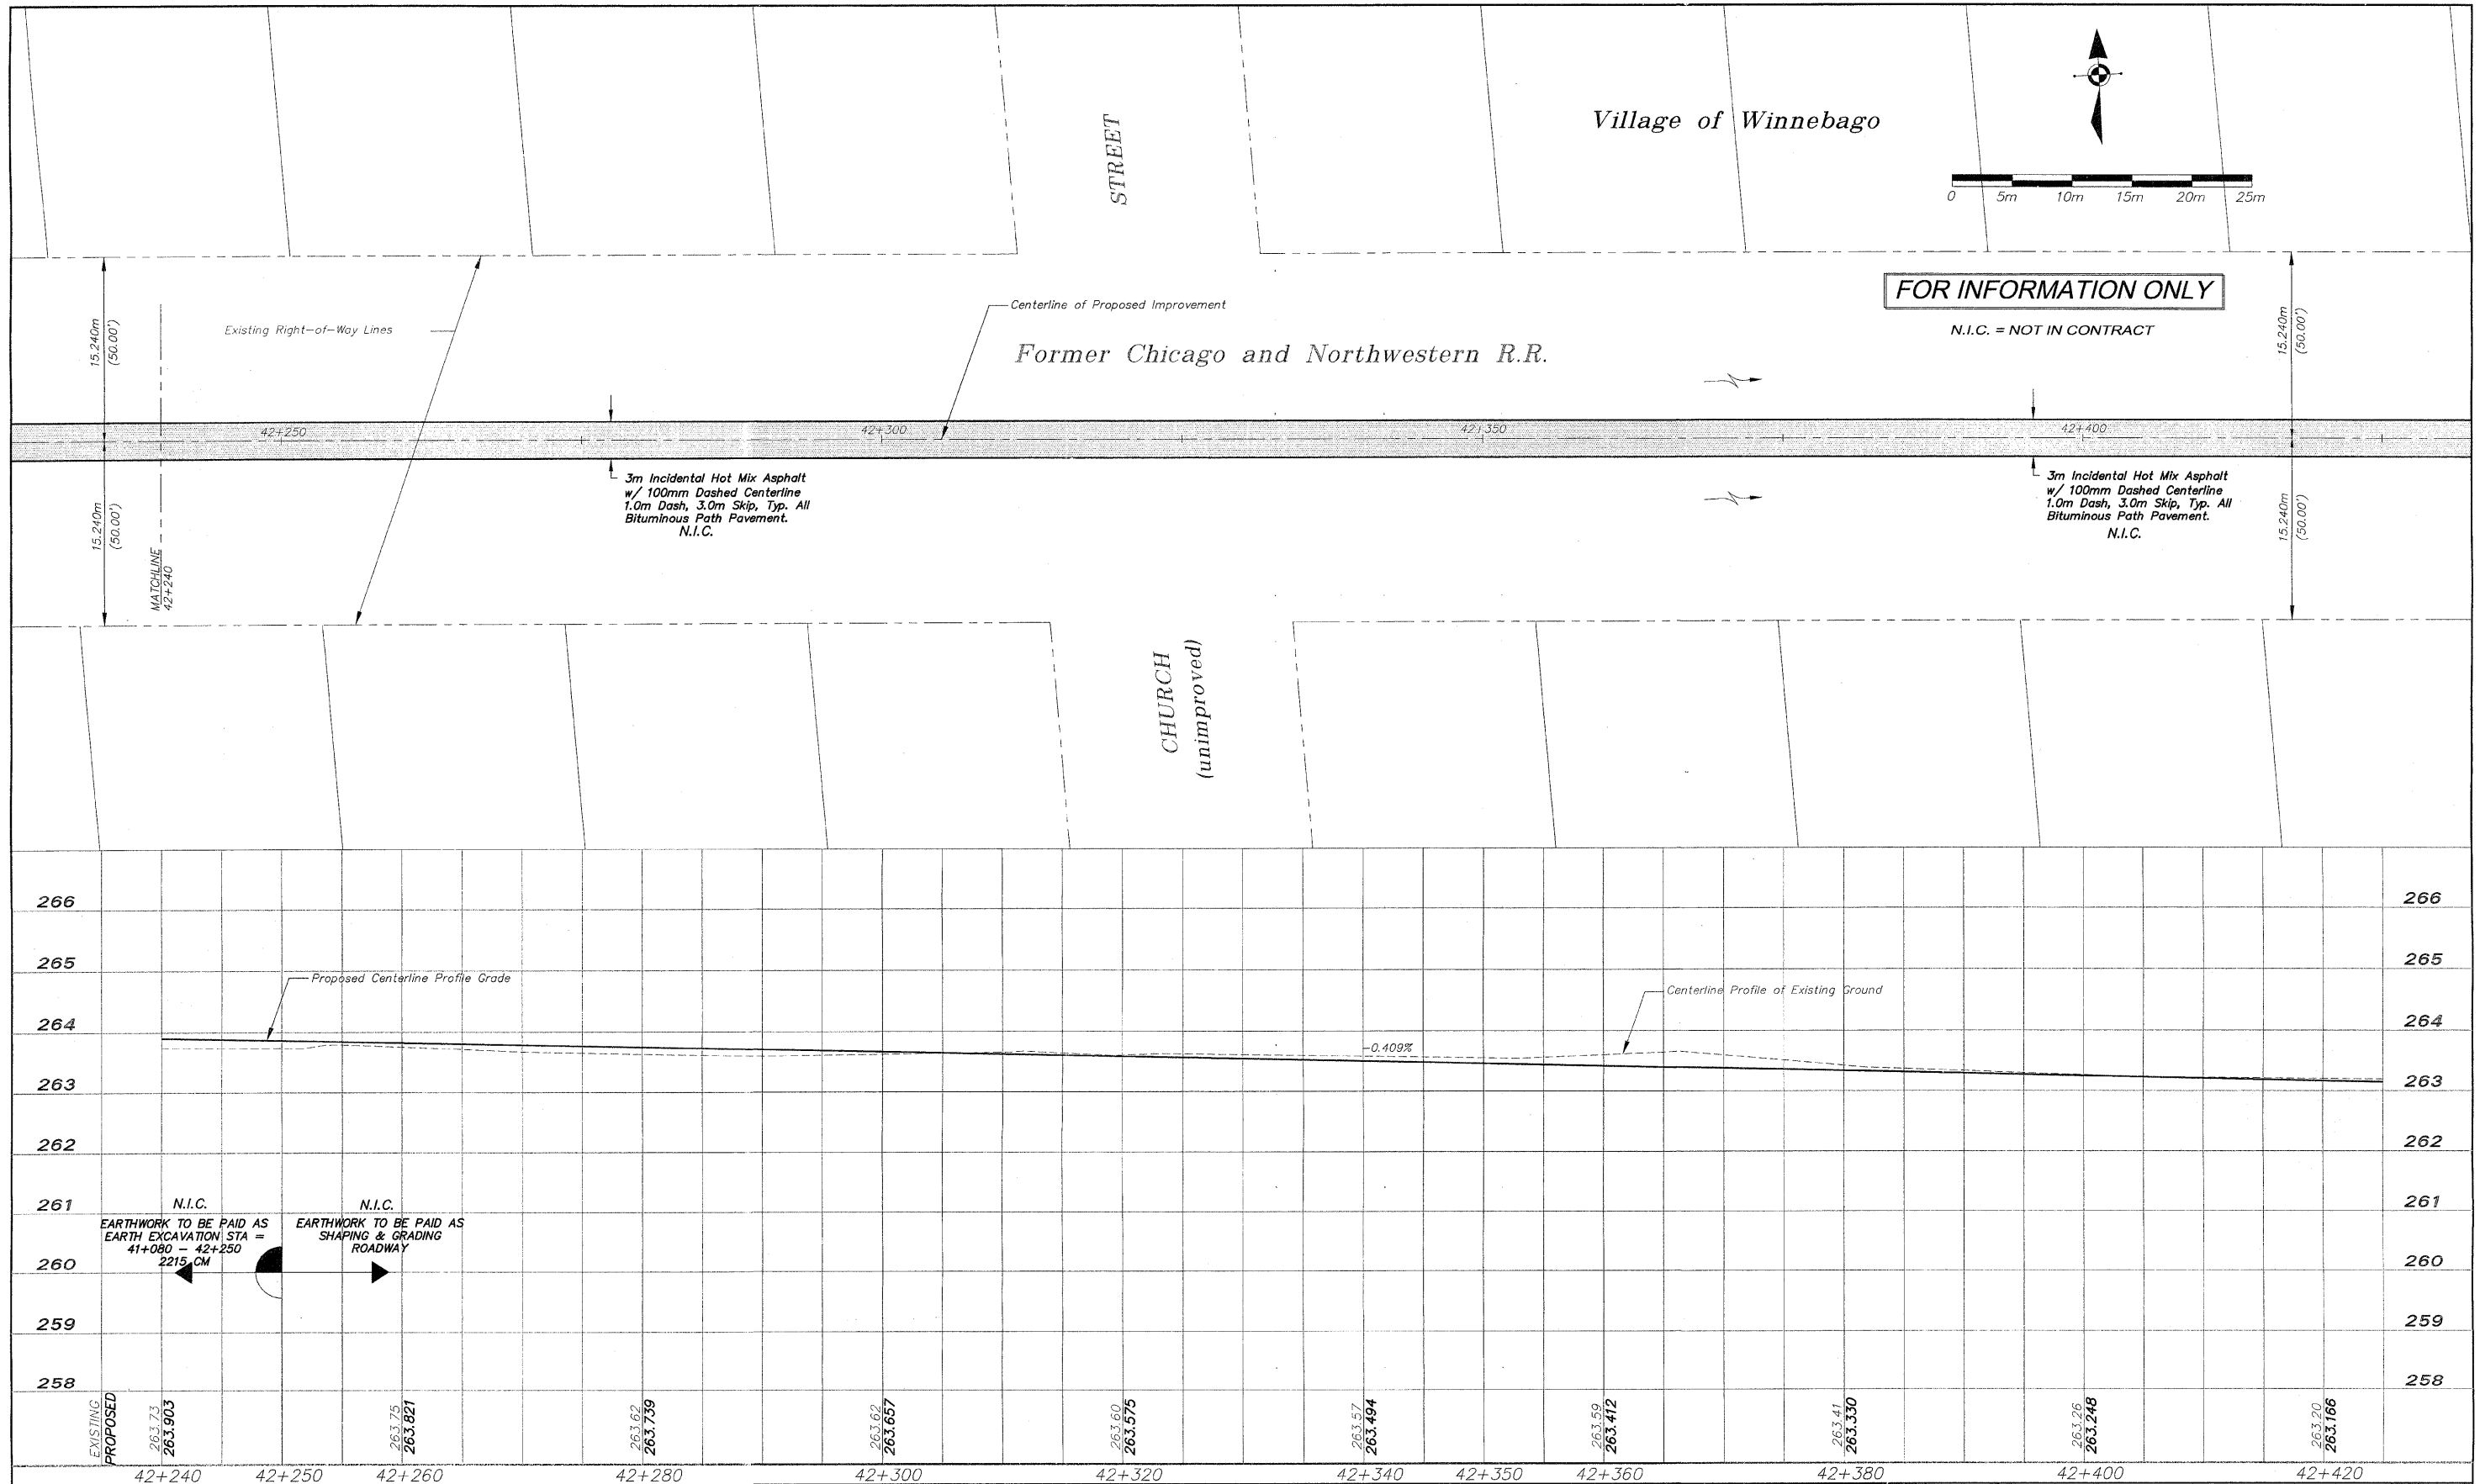 STREET
Village of Winnebago
0 5m 10m 15m 20m 25m
FOR INFORMATION ONLY
N.I.C. = NOT IN CONTRACT
Existing Right-of-Way Lines
Centerline of Proposed Improvement
Former Chicago and Northwestern R.R.
15.240m
(50.00')
15.240m
(50.00')
15.240m
(50.00')
15.240m
(50.00')
MATCHLINE
42+240
42+250 42+300 42+350 42+400
3m Incidental Hot Mix Asphalt
w/ 100mm Dashed Centerline
1.0m Dash, 3.0m Skip, Typ. All
Bituminous Path Pavement.
N.I.C.
3m Incidental Hot Mix Asphalt
w/ 100mm Dashed Centerline
1.0m Dash, 3.0m Skip, Typ. All
Bituminous Path Pavement.
N.I.C.
CHURCH
(unimproved)
266 266
265 265
Proposed Centerline Profile Grade
Centerline Profile of Existing Ground
264 264
-0.409%
263 263
262 262
261 261
N.I.C.
EARTHWORK TO BE PAID AS
EARTH EXCAVATION STA =
41+080 - 42+250
2215 CM
N.I.C.
EARTHWORK TO BE PAID AS
SHAPING & GRADING
ROADWAY
260 260
259 259
258 258
EXISTING
PROPOSED
263.73
263.903
263.75
263.821
263.62
263.739
263.62
263.657
263.60
263.575
263.57
263.494
263.59
263.412
263.41
263.330
263.26
263.248
263.20
263.166
42+240 42+250 42+260 42+280 42+300 42+320 42+340 42+350 42+360 42+380 42+400 42+420